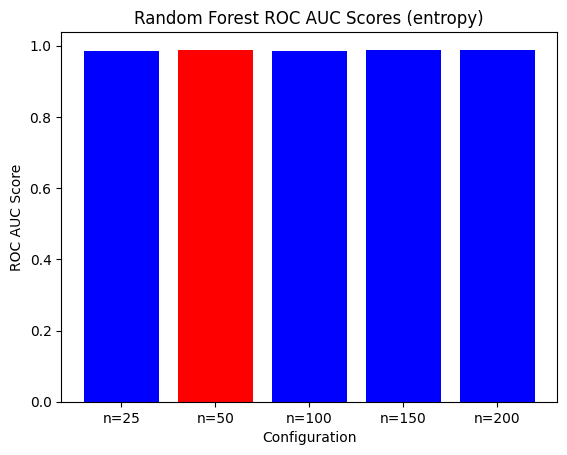 Random Forest ROC AUC Scores (entropy)
ROC AUC Score
1.0
0.8
0.6
0.4
0.2
0.0
n=25 n=50 n=100 n=150 n=200
Configuration